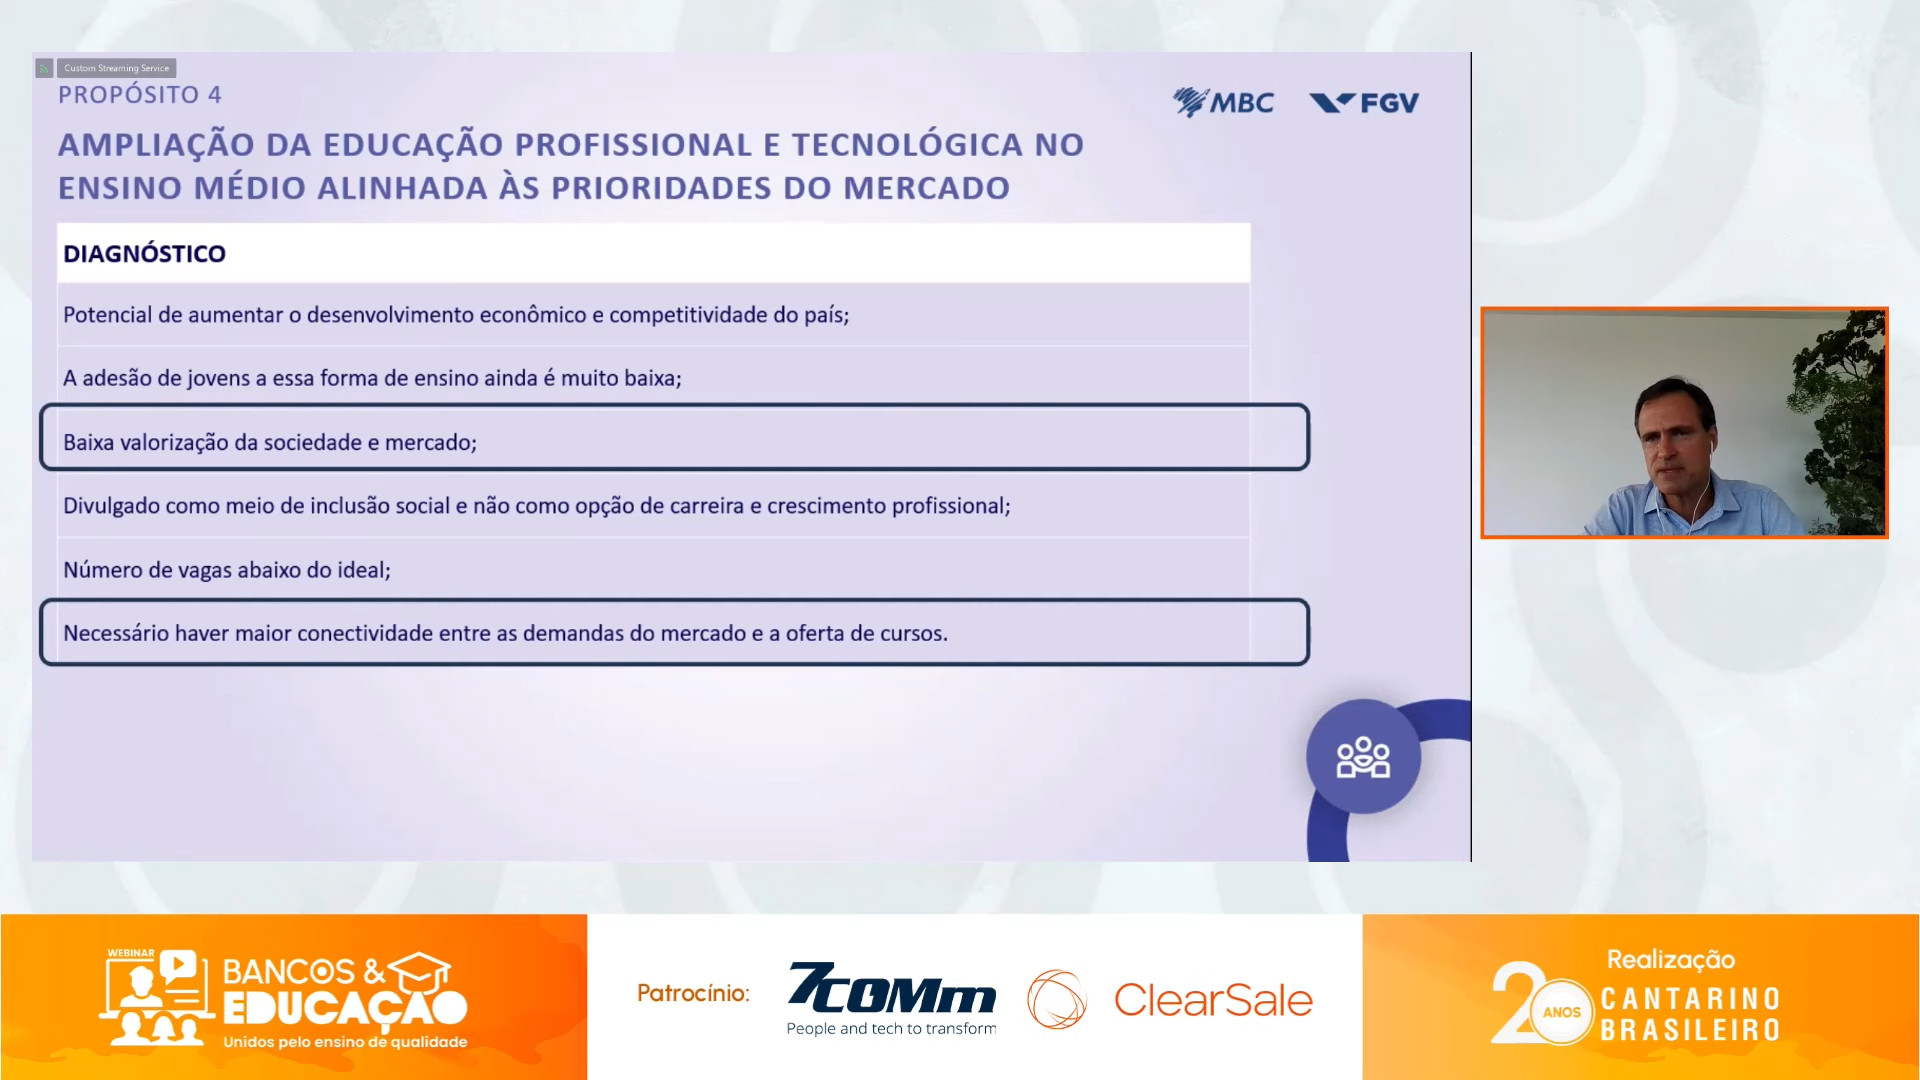 Custom Streaming Service
PROPÓSITO 4
MBC
FGV
AMPLIAÇÃO DA EDUCAÇÃO PROFISSIONAL E TECNOLÓGICA NO
ENSINO MÉDIO ALINHADA ÀS PRIORIDADES DO MERCADO
DIAGNÓSTICO
Potencial de aumentar o desenvolvimento econômico e competitividade do país;
A adesão de jovens a essa forma de ensino ainda é muito baixa;
Baixa valorização da sociedade e mercado;
Divulgado como meio de inclusão social e não como opção de carreira e crescimento profissional;
Número de vagas abaixo do ideal;
Necessário haver maior conectividade entre as demandas do mercado e a oferta de cursos.
WEBINAR
BANCOS &
EDUCAÇÃO
Unidos pelo ensino de qualidade
Patrocínio:
7COMm
People and tech to transform
ClearSale
Realização
20 ANOS
CANTARINO
BRASILEIRO